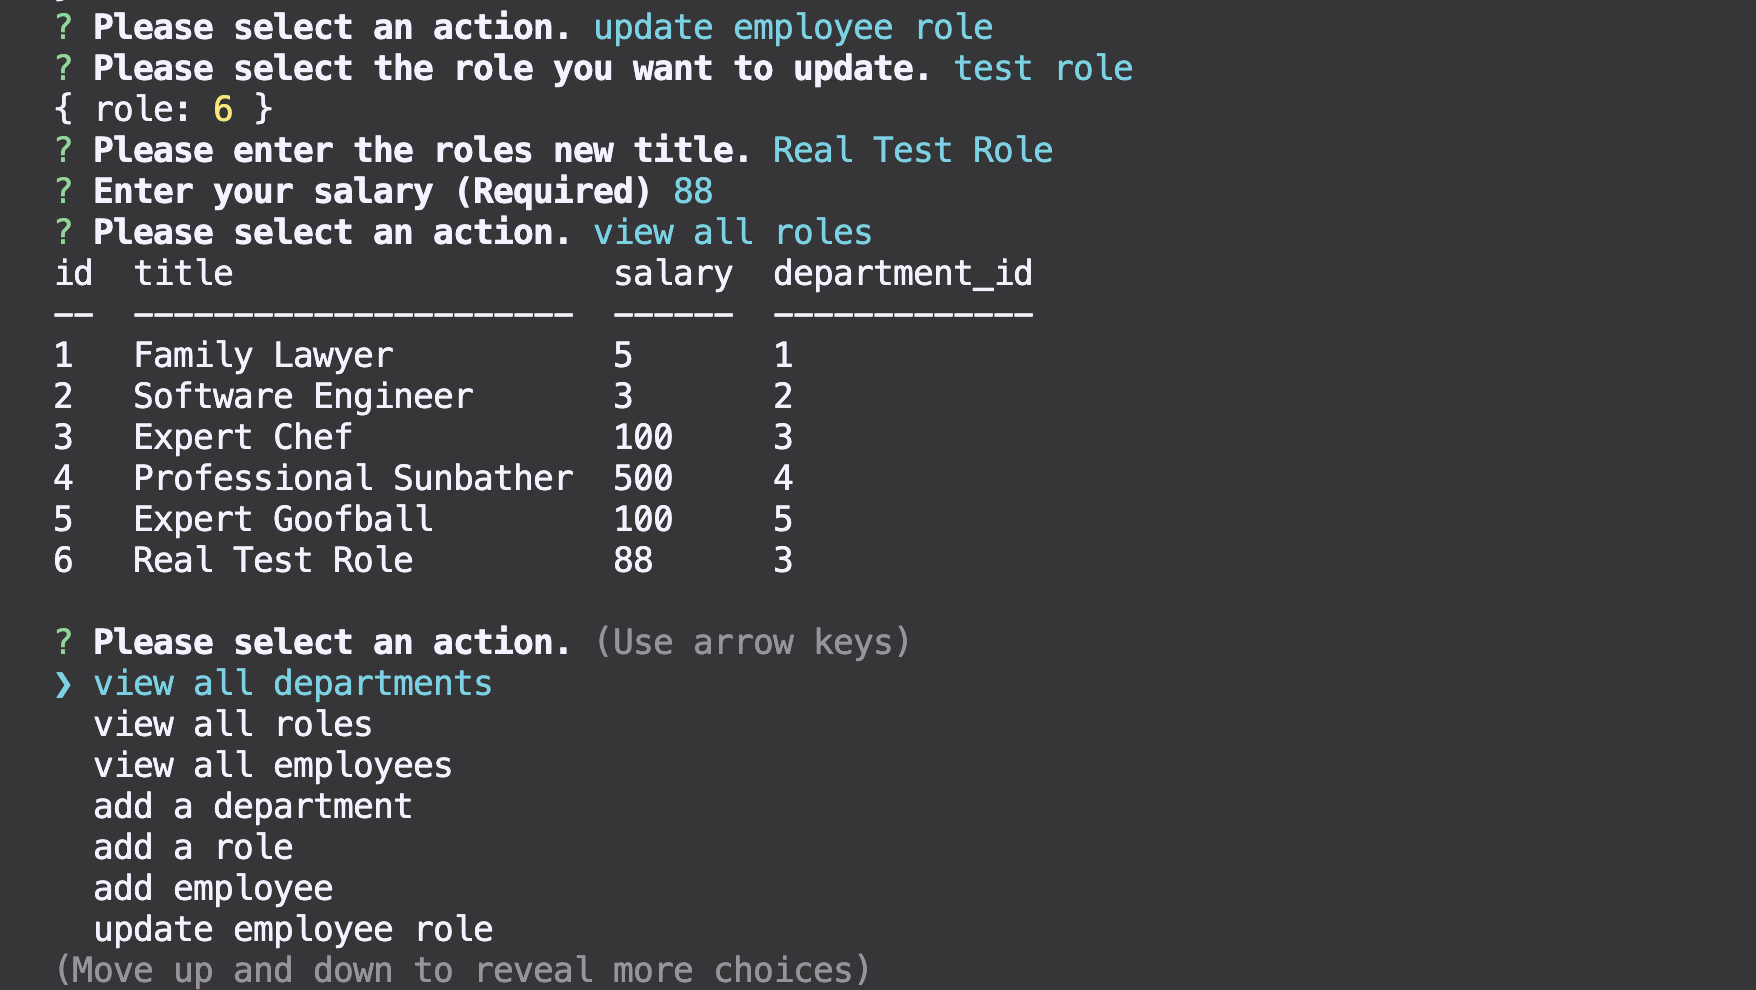 ? Please select an action. update employee role
? Please select the role you want to update. test role
{ role: 6 }
? Please enter the roles new title. Real Test Role
? Enter your salary (Required) 88
? Please select an action. view all roles
id  title                   salary  department_id
--  ----------------------  ------  -------------
1   Family Lawyer           5       1
2   Software Engineer       3       2
3   Expert Chef             100     3
4   Professional Sunbather  500     4
5   Expert Goofball         100     5
6   Real Test Role          88      3
? Please select an action. (Use arrow keys)
❯ view all departments
  view all roles
  view all employees
  add a department
  add a role
  add employee
  update employee role
(Move up and down to reveal more choices)